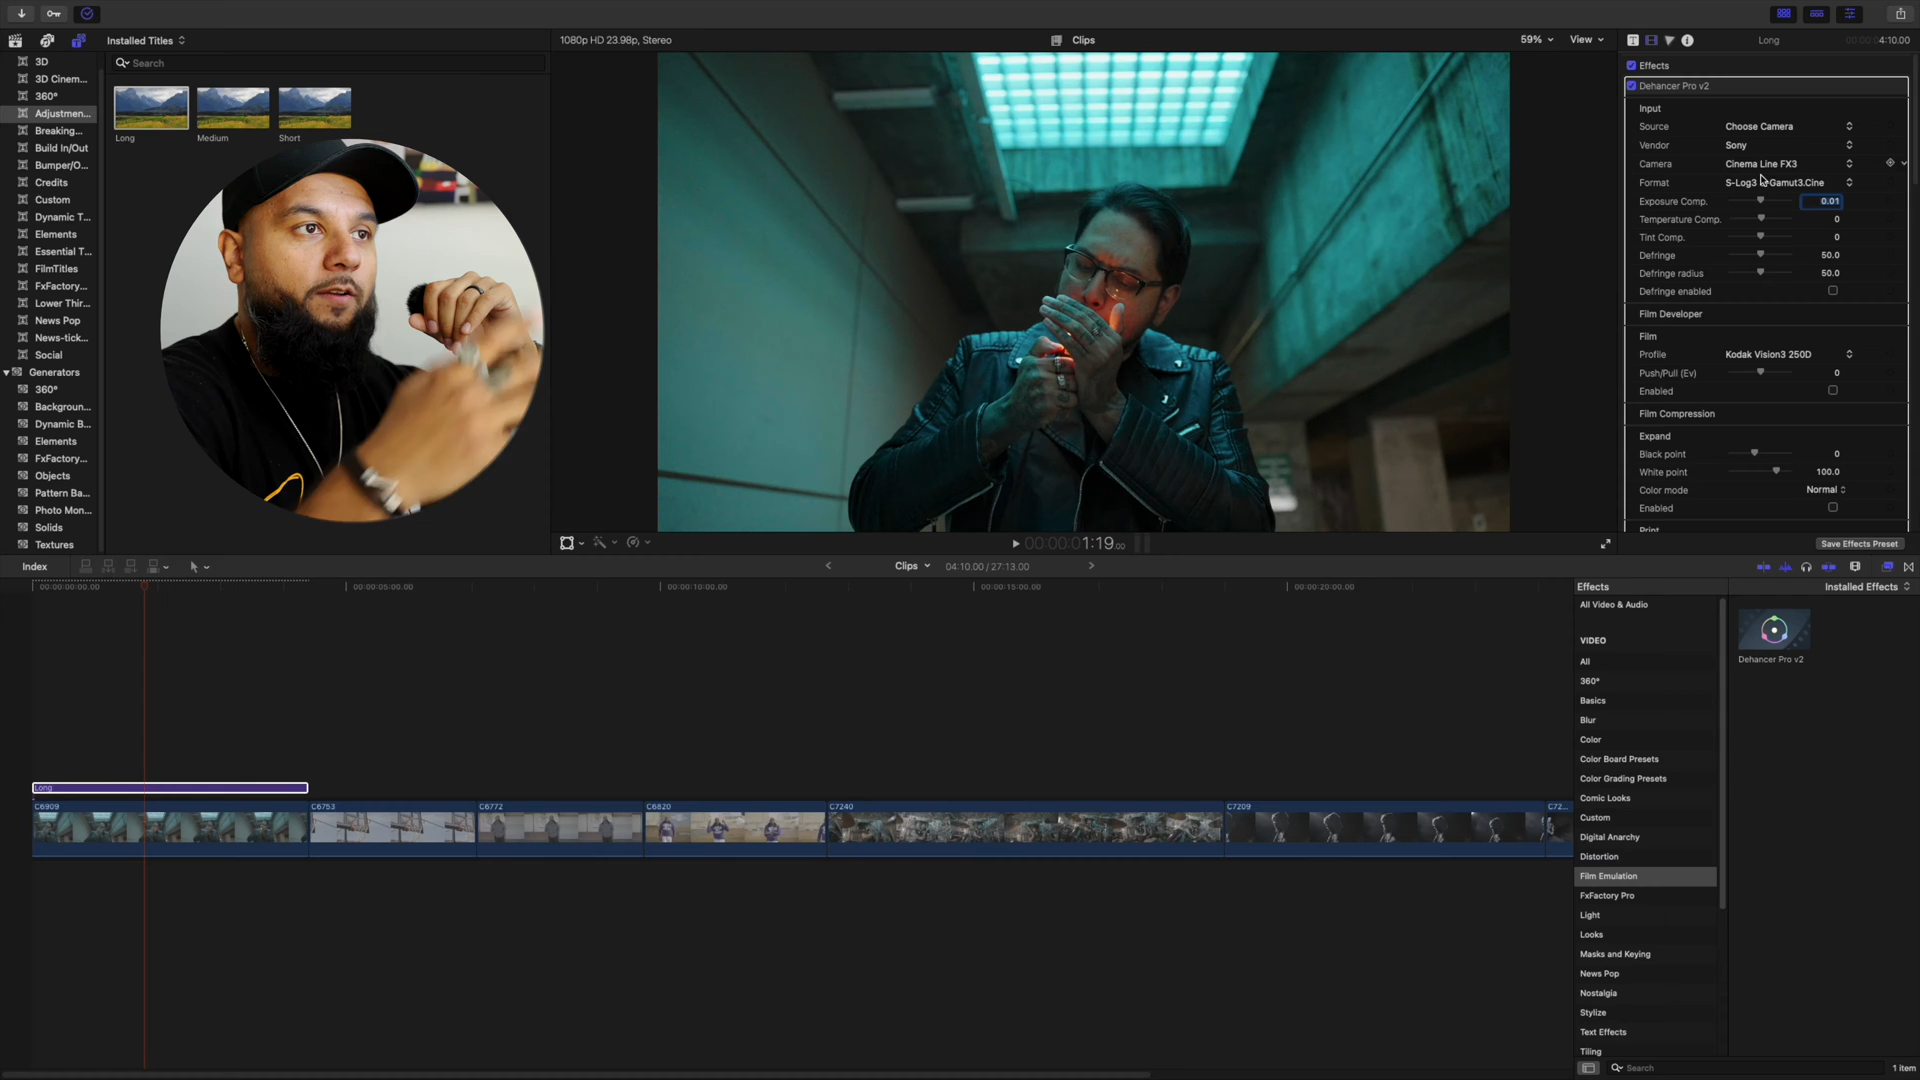 Installed Titles
1080p HD 23.98p, Stereo
Clips
59%
View
Long
4:10.00
3D
3D Cinem...
360°
Adjustmen...
Breaking...
Build In/Out
Bumper/O...
Credits
Custom
Dynamic T...
Elements
Essential T...
FilmTitles
FxFactory...
Lower Thir...
News Pop
News-tick...
Social
Generators
360°
Backgroun...
Dynamic B...
Elements
FxFactory...
Objects
Pattern Ba...
Photo Mon...
Solids
Textures
Search
Long
Medium
Short
Effects
Dehancer Pro v2
Input
Source Choose Camera
Vendor Sony
Camera Cinema Line FX3
Format S-Log3 S-Gamut3.Cine
Exposure Comp. 0.01
Temperature Comp. 0
Tint Comp. 0
Defringe 50.0
Defringe radius 50.0
Defringe enabled
Film Developer
Film
Profile Kodak Vision3 250D
Push/Pull (Ev) 0
Enabled
Film Compression
Expand
Black point 0
White point 100.0
Color mode Normal
Enabled
Print
Save Effects Preset
00:00:00:01:19.00
Index
Clips
04:10.00 / 27:13.00
00:00:00:00.00
00:00:05:00.00
00:00:10:00.00
00:00:15:00.00
00:00:20:00.00
Long
C6909
C6753
C6772
C6820
C7240
C7209
C72...
Effects
Installed Effects
All Video & Audio
VIDEO
All
360°
Basics
Blur
Color
Color Board Presets
Color Grading Presets
Comic Looks
Custom
Digital Anarchy
Distortion
Film Emulation
FxFactory Pro
Light
Looks
Masks and Keying
News Pop
Nostalgia
Stylize
Text Effects
Tiling
Dehancer Pro v2
Search
1 item